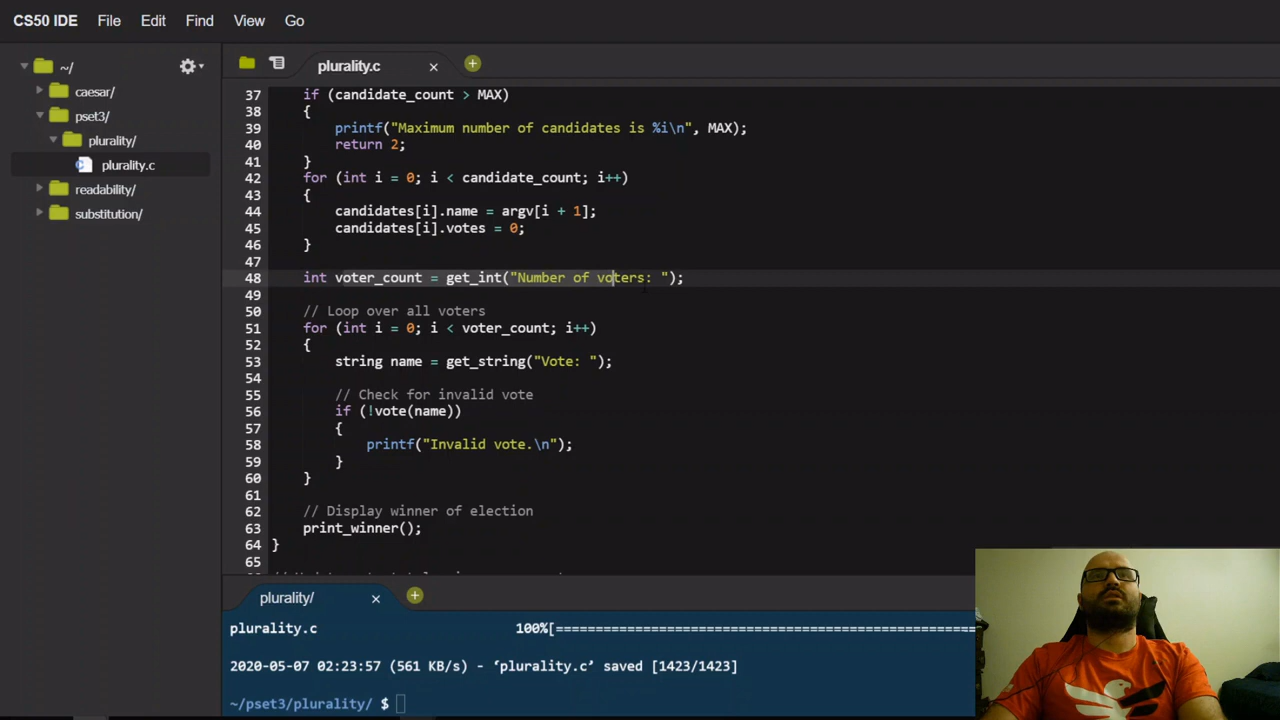 CS50 IDE File Edit Find View Go
~/
caesar/
pset3/
plurality/
plurality.c
readability/
substitution/
plurality.c
37 if (candidate_count > MAX)
38 {
39 printf("Maximum number of candidates is %i\n", MAX);
40 return 2;
41 }
42 for (int i = 0; i < candidate_count; i++)
43 {
44 candidates[i].name = argv[i + 1];
45 candidates[i].votes = 0;
46 }
47
48 int voter_count = get_int("Number of voters: ");
49
50 // Loop over all voters
51 for (int i = 0; i < voter_count; i++)
52 {
53 string name = get_string("Vote: ");
54
55 // Check for invalid vote
56 if (!vote(name))
57 {
58 printf("Invalid vote.\n");
59 }
60 }
61
62 // Display winner of election
63 print_winner();
64 }
65
plurality/
plurality.c 100%[=======================================
2020-05-07 02:23:57 (561 KB/s) - ‘plurality.c’ saved [1423/1423]
~/pset3/plurality/ $